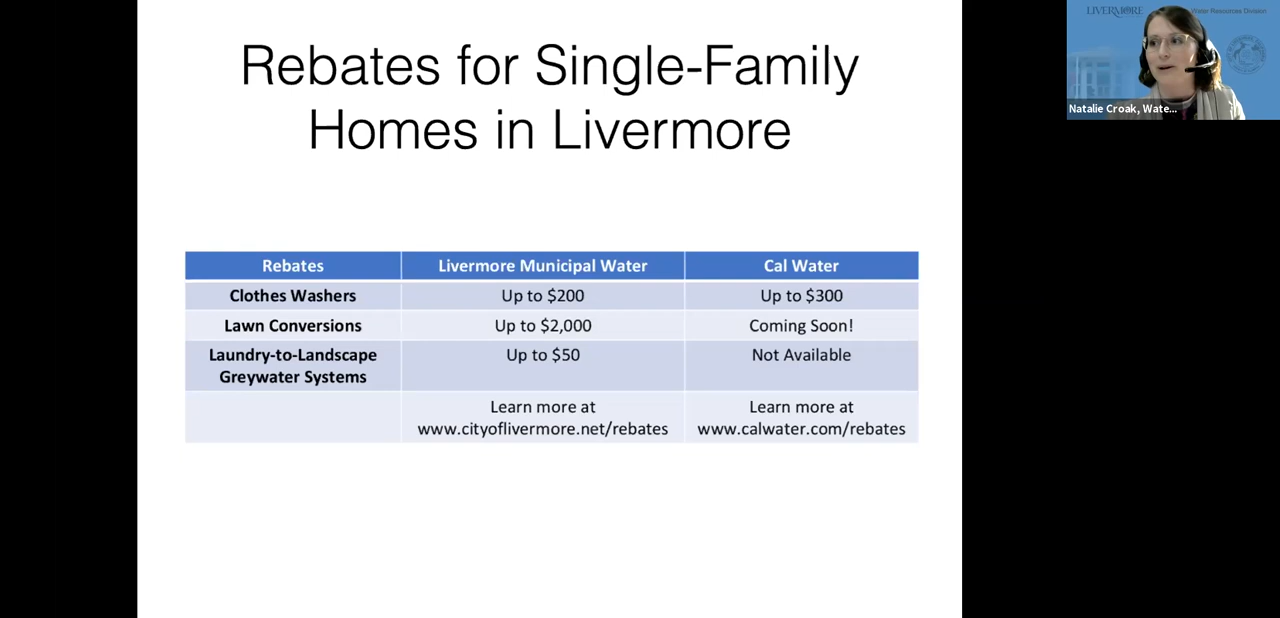 Rebates for Single-Family
Homes in Livermore
Rebates Livermore Municipal Water Cal Water
Clothes Washers Up to $200 Up to $300
Lawn Conversions Up to $2,000 Coming Soon!
Laundry-to-Landscape Up to $50 Not Available
Greywater Systems
Learn more at Learn more at
www.cityoflivermore.net/rebates www.calwater.com/rebates
LIVERMORE Water Resources Division
Natalie Croak, Wate...